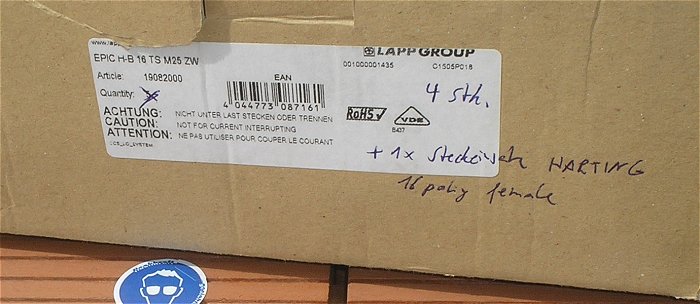 LAPP GROUP
EPIC H-B 16 TS M25 ZW
001000001435 C1505P016
Article: 19082000
EAN
Quantity:
4 044773 087161
4 Stk.
ACHTUNG: NICHT UNTER LAST STECKEN ODER TRENNEN
CAUTION: NOT FOR CURRENT INTERRUPTING
ATTENTION: NE PAS UTILISER POUR COUPER LE COURANT
RoHS
VDE
B437
+ 1x Steckeinsatz HARTING
16 polig female